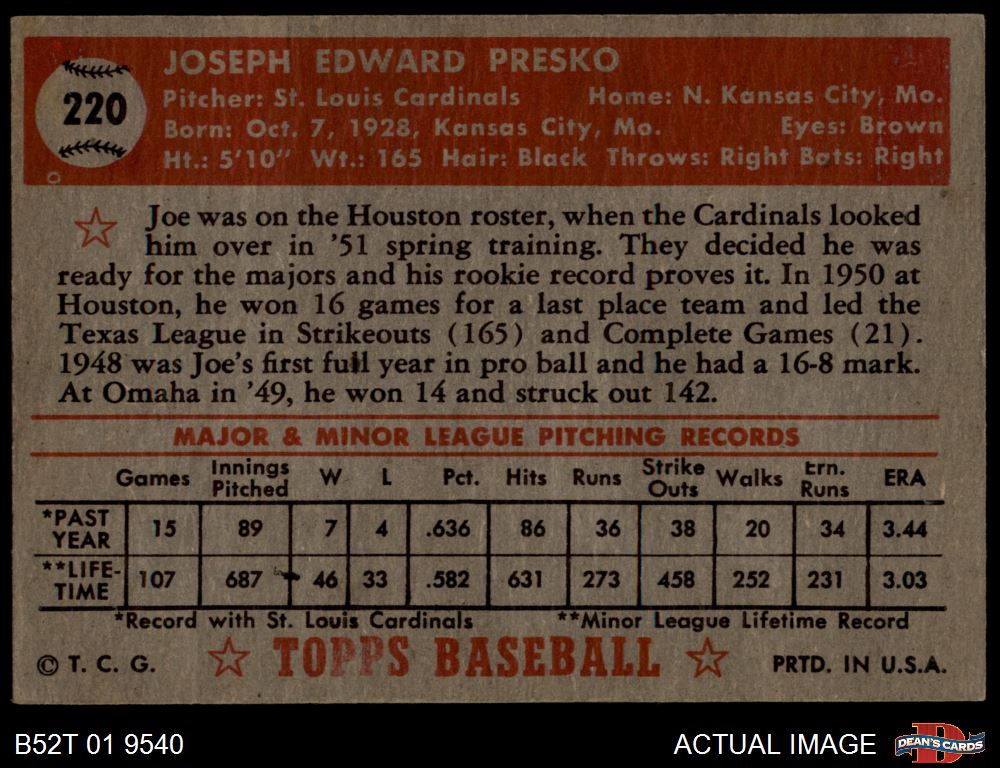 220
JOSEPH EDWARD PRESKO
Pitcher: St. Louis Cardinals Home: N. Kansas City, Mo.
Born: Oct. 7, 1928, Kansas City, Mo. Eyes: Brown
Ht.: 5'10" Wt.: 165 Hair: Black Throws: Right Bats: Right
Joe was on the Houston roster, when the Cardinals looked
him over in '51 spring training. They decided he was
ready for the majors and his rookie record proves it. In 1950 at
Houston, he won 16 games for a last place team and led the
Texas League in Strikeouts (165) and Complete Games (21).
1948 was Joe's first full year in pro ball and he had a 16-8 mark.
At Omaha in '49, he won 14 and struck out 142.
MAJOR & MINOR LEAGUE PITCHING RECORDS
Games Innings Pitched W L Pct. Hits Runs Strike Outs Walks Ern. Runs ERA
*PAST YEAR 15 89 7 4 .636 86 36 38 20 34 3.44
**LIFE-TIME 107 687 46 33 .582 631 273 458 252 231 3.03
*Record with St. Louis Cardinals **Minor League Lifetime Record
© T. C. G. TOPPS BASEBALL PRTD. IN U.S.A.
B52T 01 9540 ACTUAL IMAGE DEAN'S CARDS